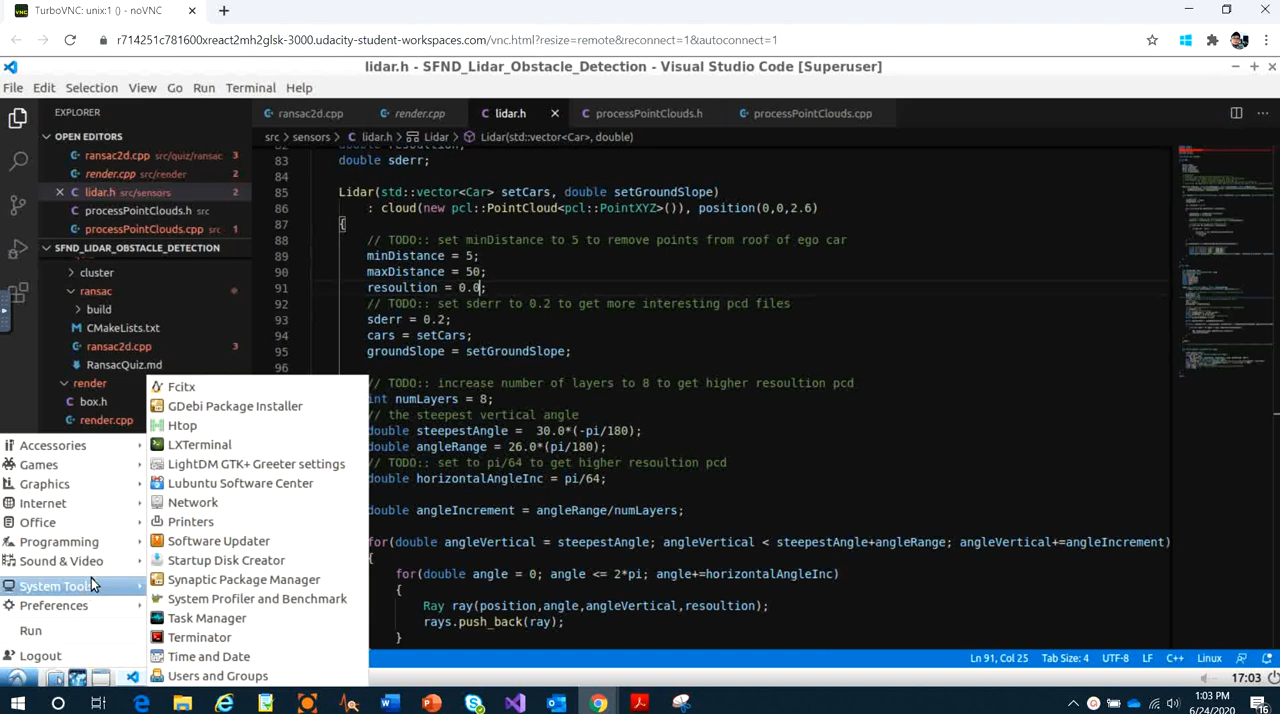 TurboVNC: unix:1 () - noVNC
r714251c781600xreact2mh2glsk-3000.udacity-student-workspaces.com/vnc.html?resize=remote&reconnect=1&autoconnect=1
lidar.h - SFND_Lidar_Obstacle_Detection - Visual Studio Code [Superuser]
File Edit Selection View Go Run Terminal Help
EXPLORER
ransac2d.cpp render.cpp lidar.h processPointClouds.h processPointClouds.cpp
OPEN EDITORS
src > sensors > lidar.h > Lidar > Lidar(std::vector<Car>, double)
ransac2d.cpp src/quiz/ransac 3
render.cpp src/render
lidar.h src/sensors 2
processPointClouds.h src
processPointClouds.cpp src 1
SFND_LIDAR_OBSTACLE_DETECTION
cluster
ransac
build
CMakeLists.txt
ransac2d.cpp 3
RansacQuiz.md
render
box.h
render.cpp
83 double sderr;
84
85 Lidar(std::vector<Car> setCars, double setGroundSlope)
86 : cloud(new pcl::PointCloud<pcl::PointXYZ>()), position(0,0,2.6)
87 {
88 // TODO:: set minDistance to 5 to remove points from roof of ego car
89 minDistance = 5;
90 maxDistance = 50;
91 resoultion = 0.0;
92 // TODO:: set sderr to 0.2 to get more interesting pcd files
93 sderr = 0.2;
94 cars = setCars;
95 groundSlope = setGroundSlope;
96
// TODO:: increase number of layers to 8 to get higher resoultion pcd
int numLayers = 8;
// the steepest vertical angle
double steepestAngle = 30.0*(-pi/180);
double angleRange = 26.0*(pi/180);
// TODO:: set to pi/64 to get higher resoultion pcd
double horizontalAngleInc = pi/64;
double angleIncrement = angleRange/numLayers;
for(double angleVertical = steepestAngle; angleVertical < steepestAngle+angleRange; angleVertical+=angleIncrement)
{
for(double angle = 0; angle <= 2*pi; angle+=horizontalAngleInc)
{
Ray ray(position,angle,angleVertical,resoultion);
rays.push_back(ray);
}
Accessories
Games
Graphics
Internet
Office
Programming
Sound & Video
System Tools
Preferences
Run
Logout
Fcitx
GDebi Package Installer
Htop
LXTerminal
LightDM GTK+ Greeter settings
Lubuntu Software Center
Network
Printers
Software Updater
Startup Disk Creator
Synaptic Package Manager
System Profiler and Benchmark
Task Manager
Terminator
Time and Date
Users and Groups
Ln 91, Col 25 Tab Size: 4 UTF-8 LF C++ Linux
17:03
1:03 PM
6/24/2020
16